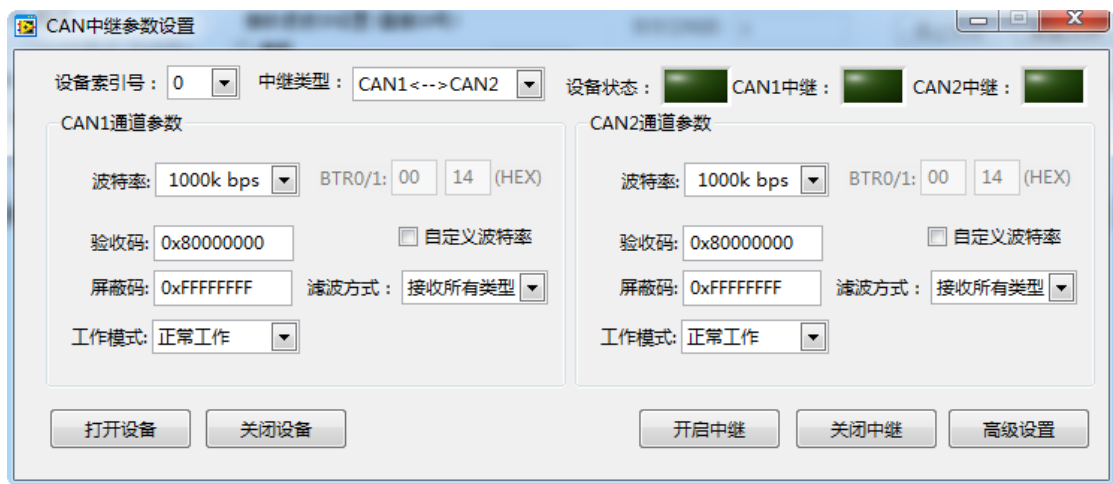 CAN中继参数设置
设备索引号： 0 中继类型： CAN1<-->CAN2 设备状态： CAN1中继： CAN2中继：
CAN1通道参数 CAN2通道参数
波特率: 1000k bps BTR0/1: 00 14 (HEX) 波特率: 1000k bps BTR0/1: 00 14 (HEX)
验收码: 0x80000000 自定义波特率 验收码: 0x80000000 自定义波特率
屏蔽码: 0xFFFFFFFF 滤波方式： 接收所有类型 屏蔽码: 0xFFFFFFFF 滤波方式： 接收所有类型
工作模式: 正常工作 工作模式: 正常工作
打开设备 关闭设备 开启中继 关闭中继 高级设置